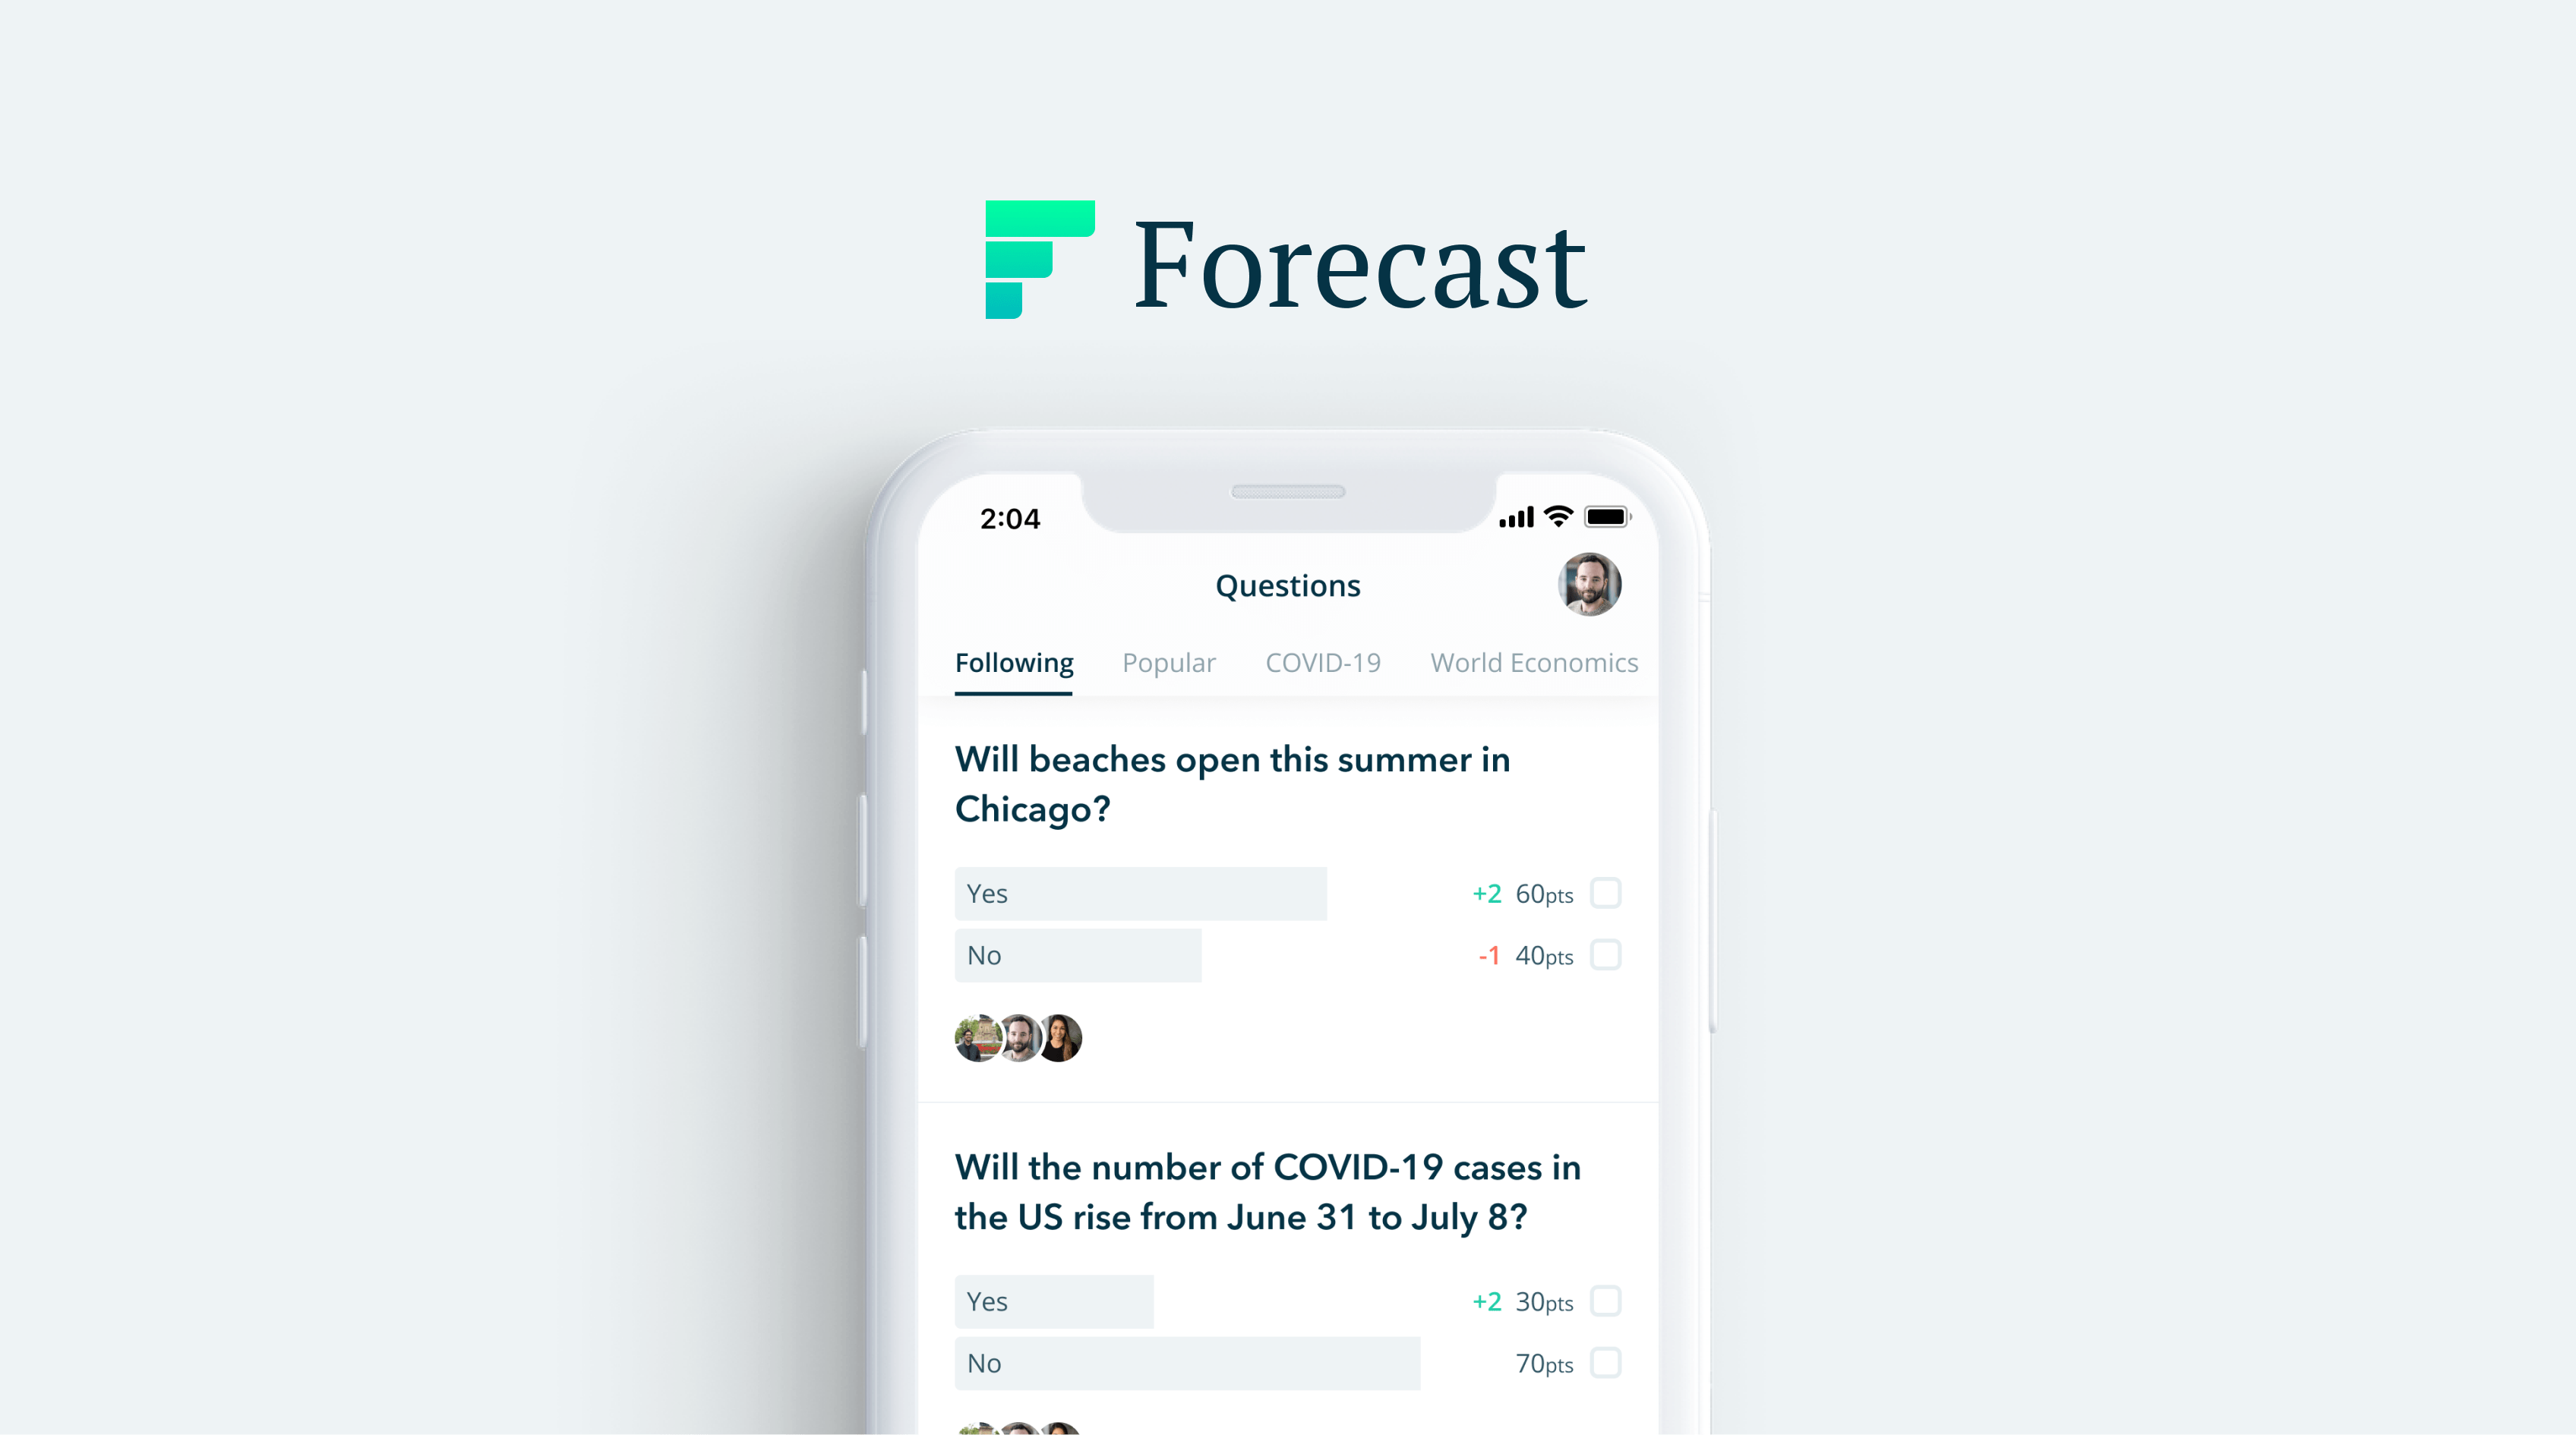 Forecast
2:04
Questions
Following Popular COVID-19 World Economics
Will beaches open this summer in
Chicago?
Yes +2 60pts
No -1 40pts
Will the number of COVID-19 cases in
the US rise from June 31 to July 8?
Yes +2 30pts
No 70pts